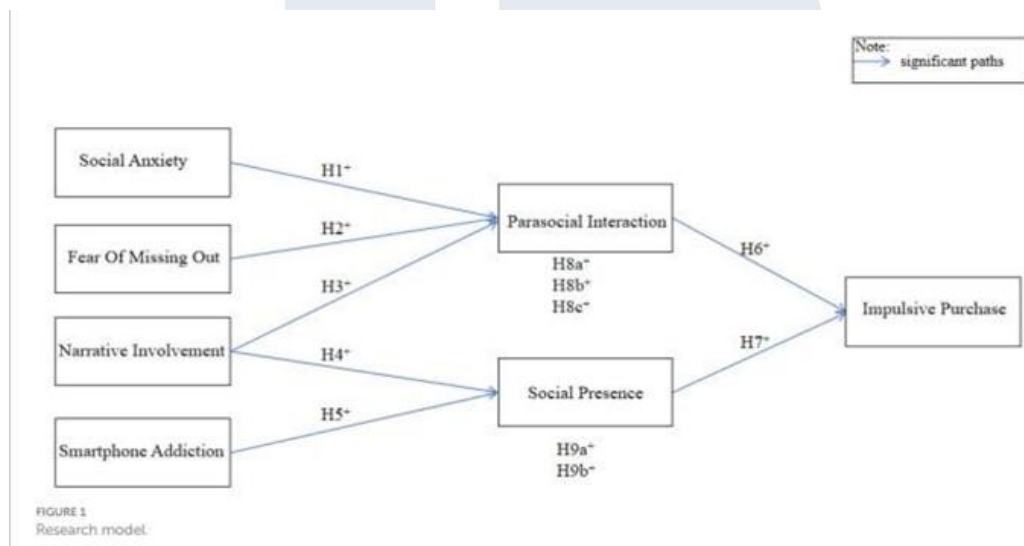 Note:
significant paths
Social Anxiety
H1⁺
Fear Of Missing Out
H2⁺
Parasocial Interaction
H3⁺
H8a⁺
H8b⁺
H8c⁺
H6⁺
Impulsive Purchase
Narrative Involvement
H4⁺
H7⁺
Social Presence
H5⁺
Smartphone Addiction
H9a⁺
H9b⁺
FIGURE 1
Research model.